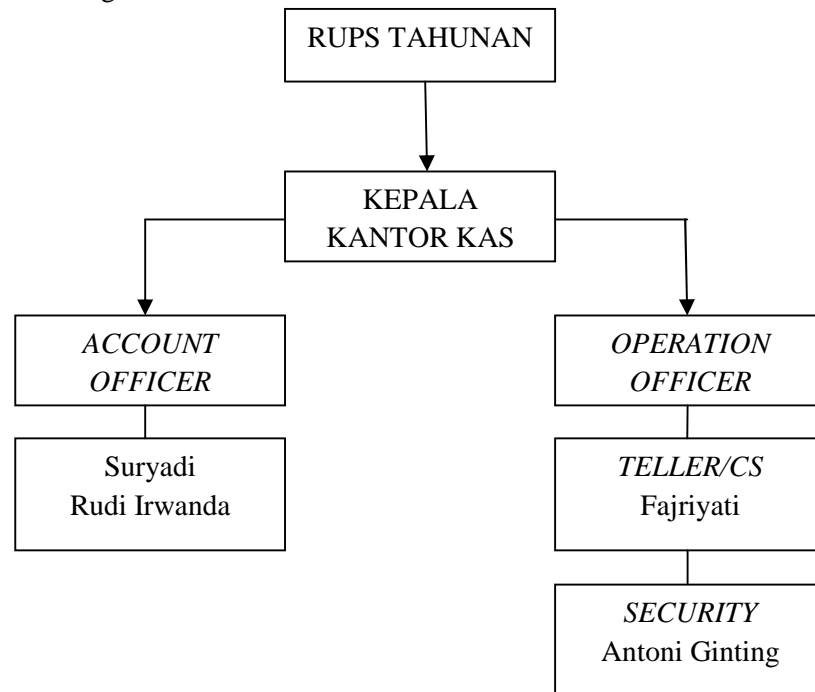 RUPS TAHUNAN
KEPALA
KANTOR KAS
ACCOUNT
OFFICER
OPERATION
OFFICER
Suryadi
Rudi Irwanda
TELLER/CS
Fajriyati
SECURITY
Antoni Ginting